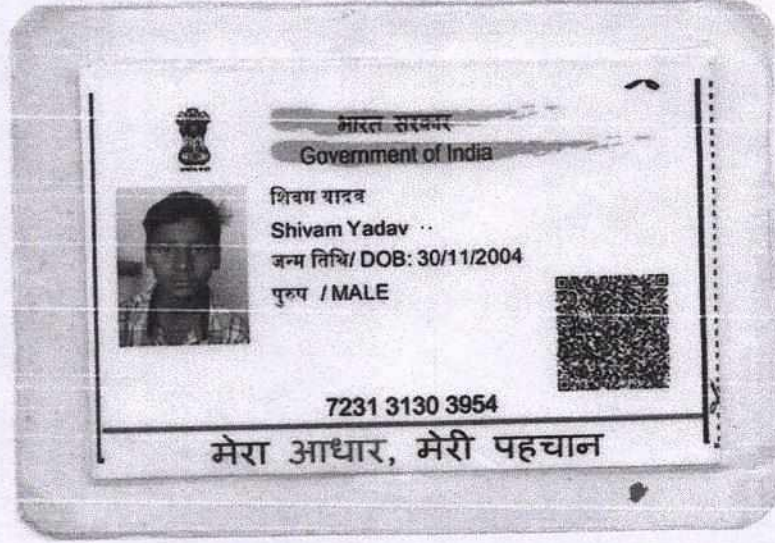 भारत सरकार
Government of India
शिवम यादव
Shivam Yadav
जन्म तिथि/ DOB: 30/11/2004
पुरुष / MALE
7231 3130 3954
मेरा आधार, मेरी पहचान